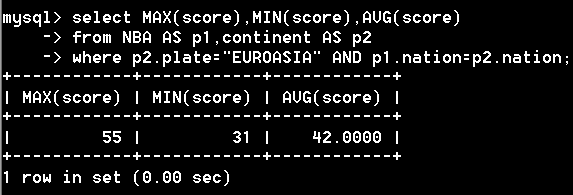 mysql> select MAX(score),MIN(score),AVG(score)
    -> from NBA AS p1,continent AS p2
    -> where p2.plate="EUROASIA" AND p1.nation=p2.nation;
+------------+------------+------------+
| MAX(score) | MIN(score) | AVG(score) |
+------------+------------+------------+
|         55 |         31 |    42.0000 |
+------------+------------+------------+
1 row in set (0.00 sec)